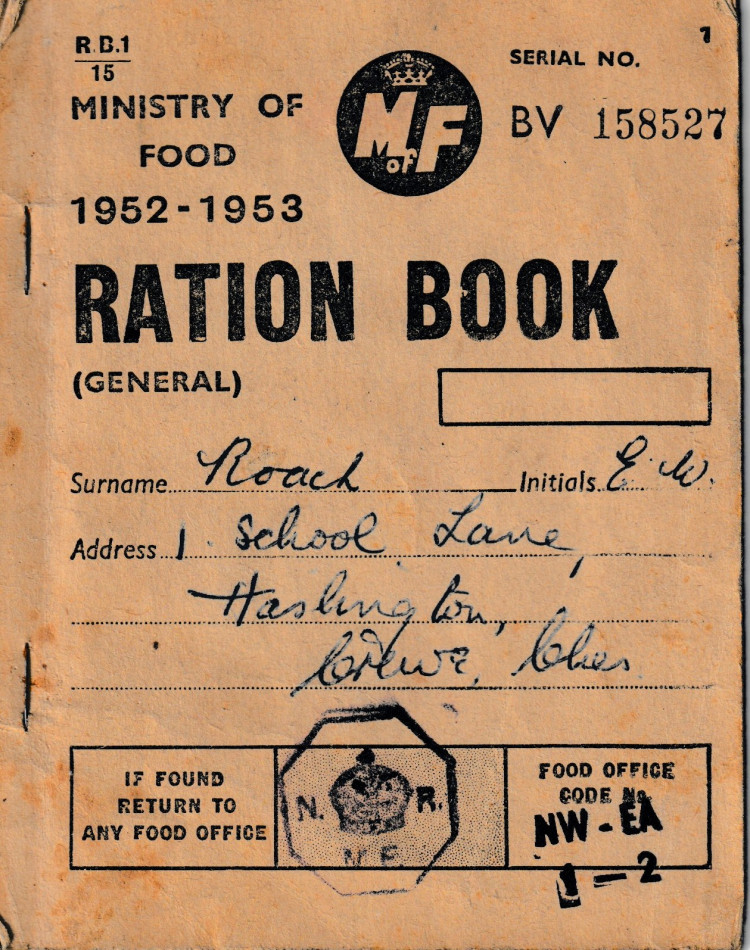 R.B.1
15
MINISTRY OF
FOOD
1952-1953
M of F
SERIAL NO.
BV 158527
1
RATION BOOK
(GENERAL)
Surname Roach Initials E. W.
Address 1. School Lane,
Haslington,
Crewe, Ches.
IF FOUND
RETURN TO
ANY FOOD OFFICE
N. R.
M F.
FOOD OFFICE
CODE No.
NW-EA
1-2